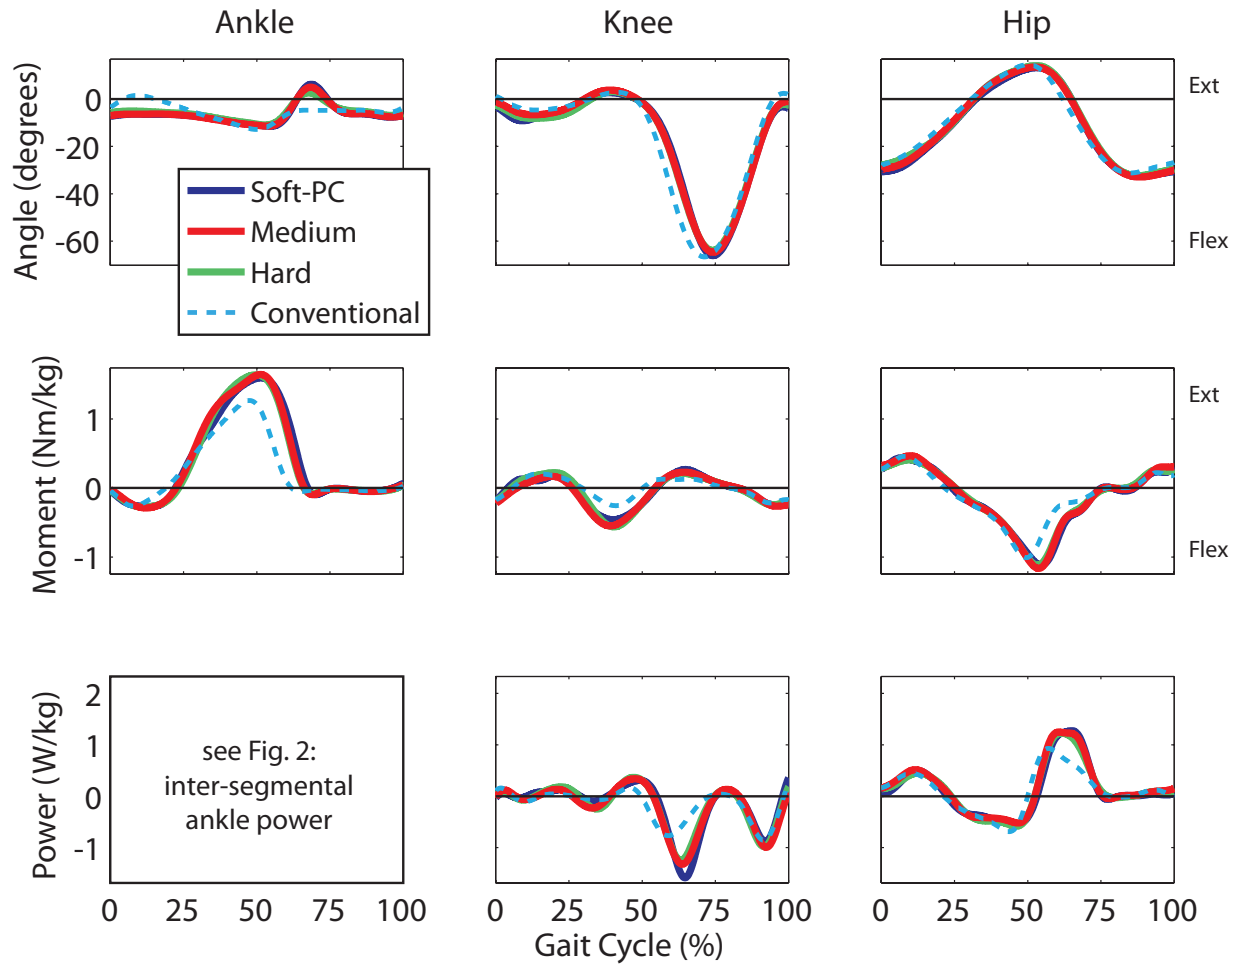 Ankle Knee Hip
Angle (degrees)
0
-20
-40
-60
Ext
Flex
Soft-PC
Medium
Hard
Conventional
Moment (Nm/kg)
1
0
-1
Ext
Flex
Power (W/kg)
2
1
0
-1
see Fig. 2:
inter-segmental
ankle power
0 25 50 75 100 0 25 50 75 100 0 25 50 75 100
Gait Cycle (%)